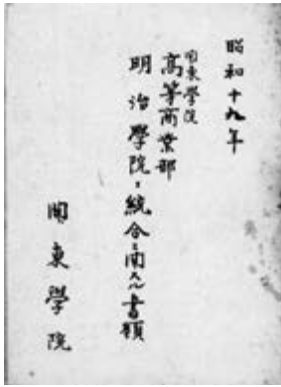 昭和十九年
関東學院
高等商業部
明治學院ニ統合ニ関スル書類
関東學院